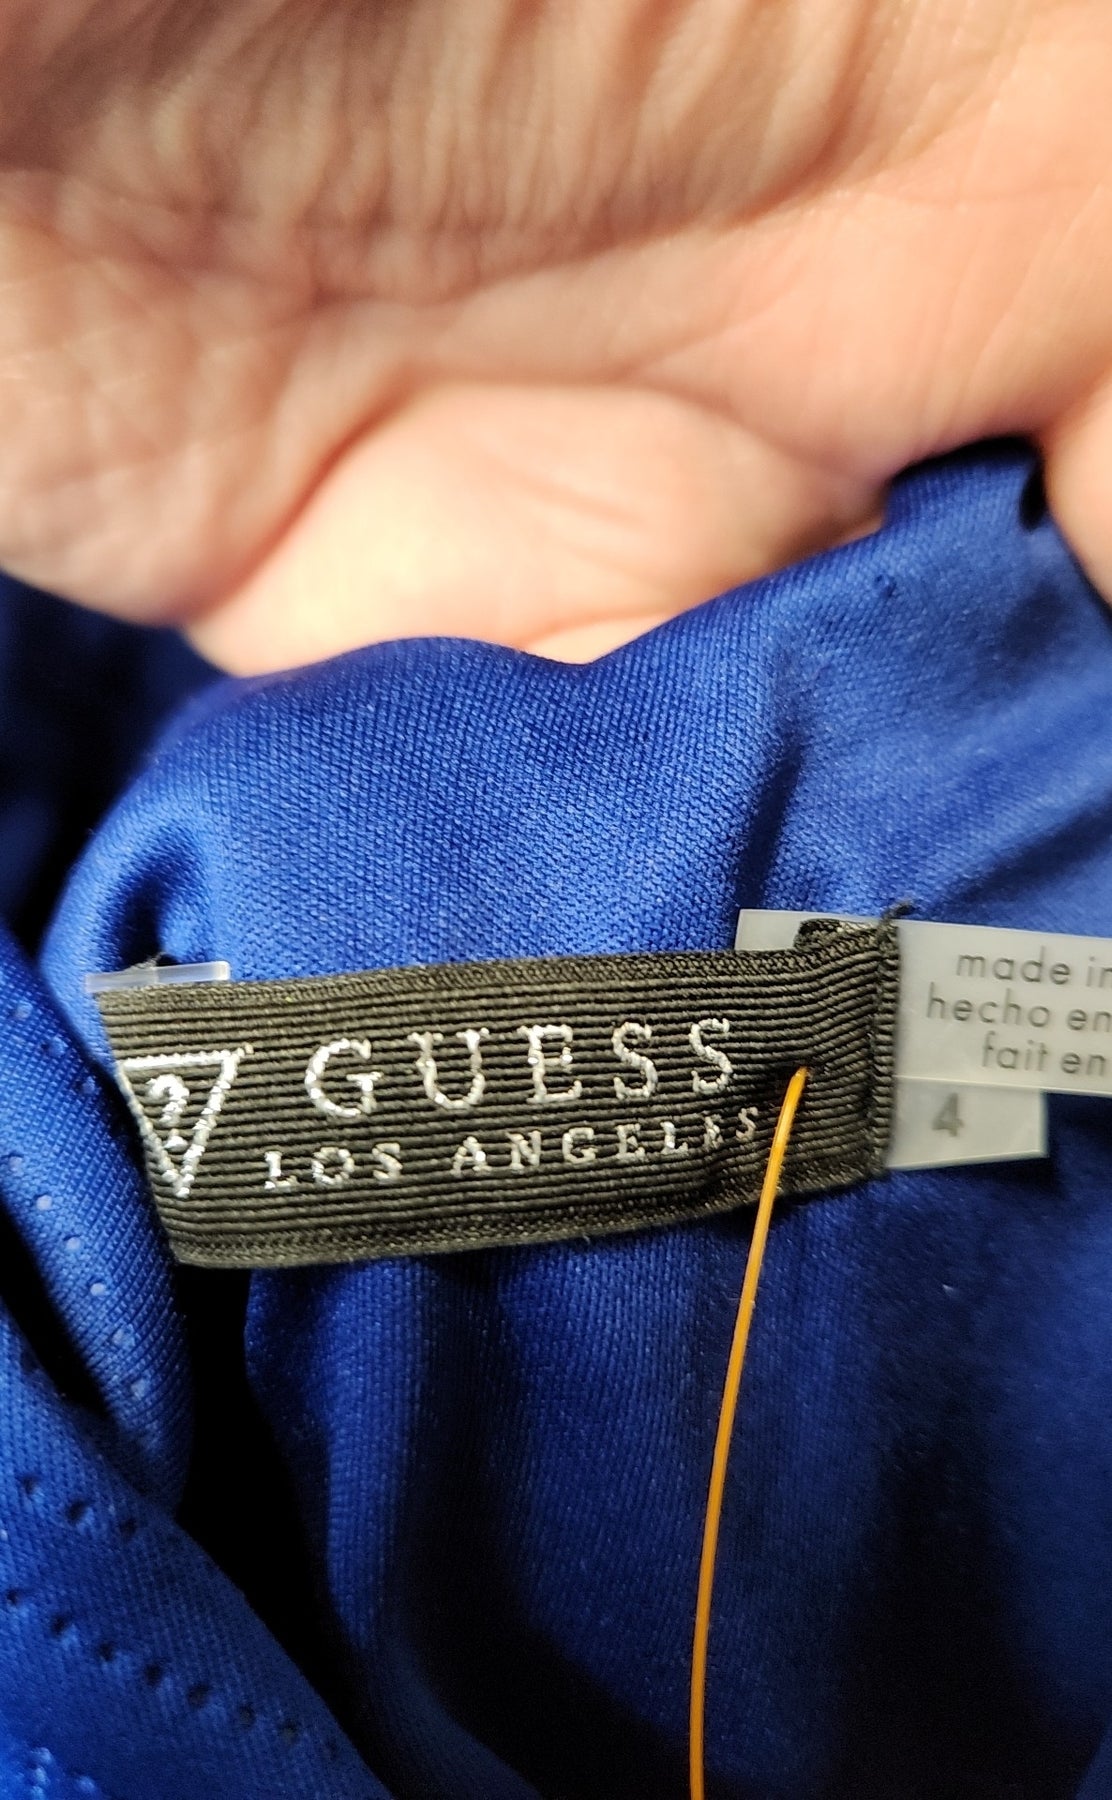 GUESS
LOS ANGELES
?
made in
hecho en
fait en
4